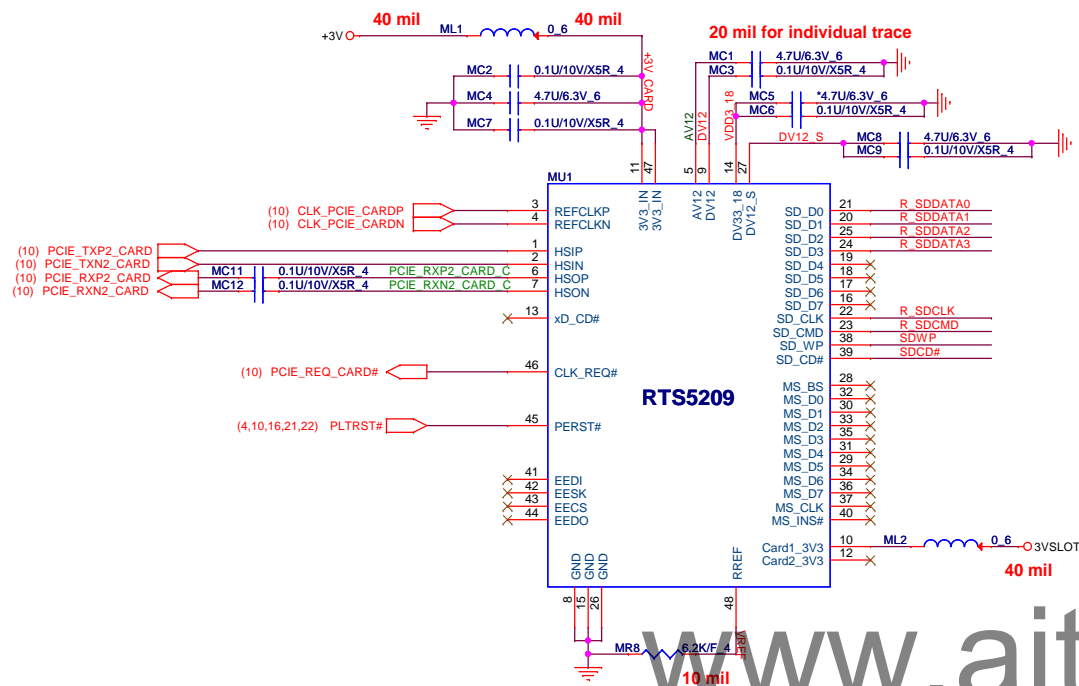 40 mil
40 mil
+3V
ML1
0_6
+3V_CARD
MC2
0.1U/10V/X5R_4
MC4
4.7U/6.3V_6
MC7
0.1U/10V/X5R_4
20 mil for individual trace
MC1
4.7U/6.3V_6
MC3
0.1U/10V/X5R_4
MC5
*4.7U/6.3V_6
MC6
0.1U/10V/X5R_4
AV12
DV12
VDD3_18
DV12_S
MC8
4.7U/6.3V_6
MC9
0.1U/10V/X5R_4
11
47
5
9
14
27
MU1
3V3_IN
3V3_IN
AV12
DV12
DV33_18
DV12_S
(10) CLK_PCIE_CARDP
3
REFCLKP
(10) CLK_PCIE_CARDN
4
REFCLKN
(10) PCIE_TXP2_CARD
1
HSIP
(10) PCIE_TXN2_CARD
2
HSIN
(10) PCIE_RXP2_CARD
MC11
0.1U/10V/X5R_4
PCIE_RXP2_CARD_C
6
HSOP
(10) PCIE_RXN2_CARD
MC12
0.1U/10V/X5R_4
PCIE_RXN2_CARD_C
7
HSON
13
xD_CD#
(10) PCIE_REQ_CARD#
46
CLK_REQ#
(4,10,16,21,22) PLTRST#
45
PERST#
41
EEDI
42
EESK
43
EECS
44
EEDO
RTS5209
SD_D0
21
R_SDDATA0
SD_D1
20
R_SDDATA1
SD_D2
25
R_SDDATA2
SD_D3
24
R_SDDATA3
SD_D4
19
SD_D5
18
SD_D6
17
SD_D7
16
SD_CLK
22
R_SDCLK
SD_CMD
23
R_SDCMD
SD_WP
38
SDWP
SD_CD#
39
SDCD#
MS_BS
28
MS_D0
32
MS_D1
30
MS_D2
33
MS_D3
35
MS_D4
31
MS_D5
29
MS_D6
34
MS_D7
36
MS_CLK
37
MS_INS#
40
Card1_3V3
10
ML2
0_6
3VSLOT
Card2_3V3
12
40 mil
GND
GND
GND
RREF
8
15
26
48
MR8
6.2K/F_4
VREF
10 mil
www.ait